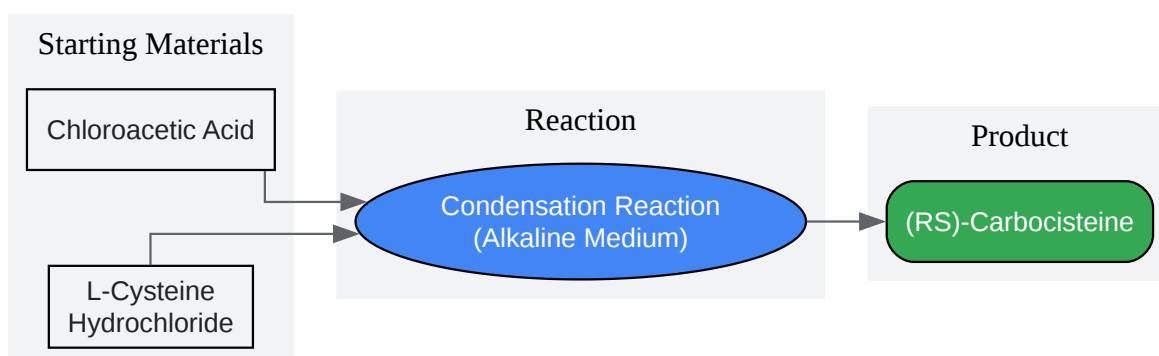 Starting Materials
Chloroacetic Acid
L-Cysteine
Hydrochloride
Reaction
Condensation Reaction
(Alkaline Medium)
Product
(RS)-Carbocisteine